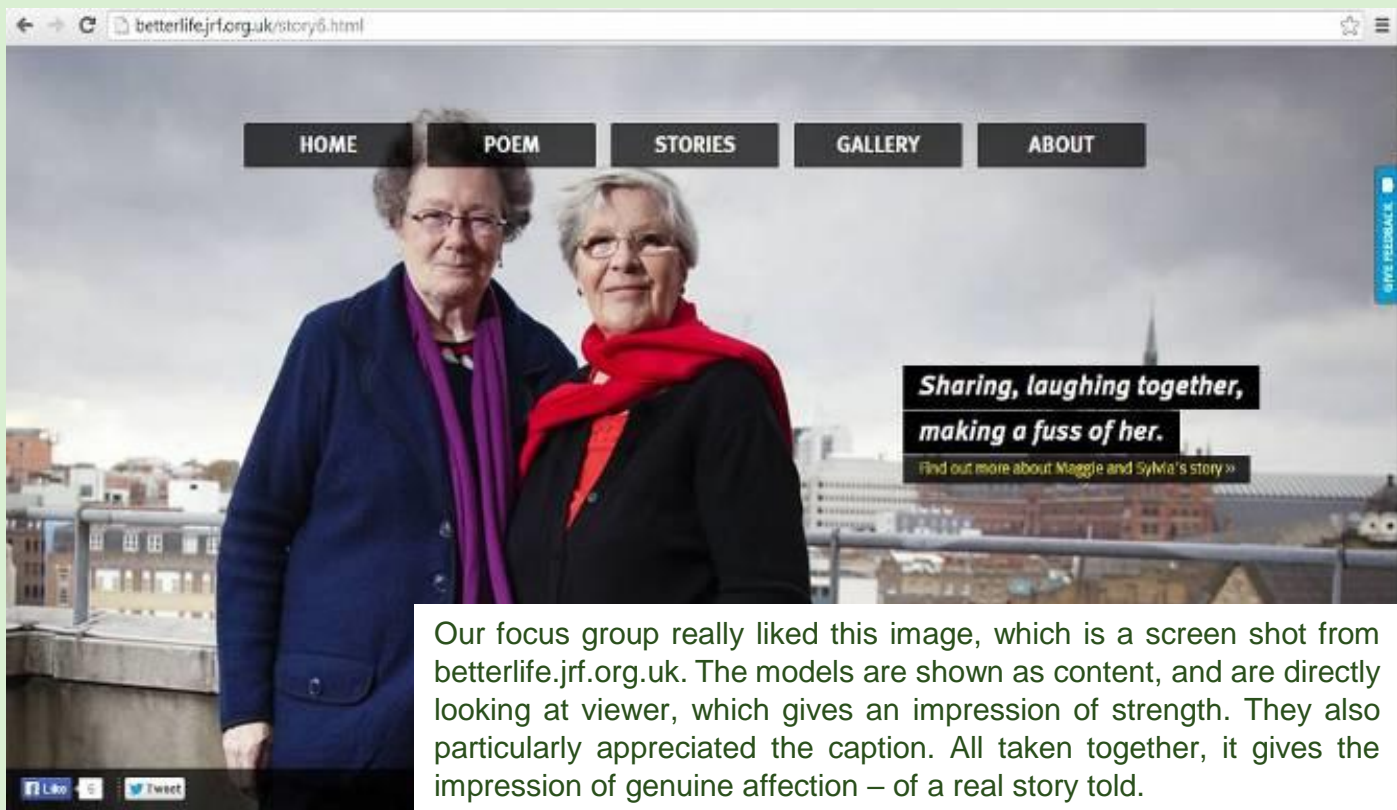 betterlife.jrf.org.uk/story6.html
HOME
POEM
STORIES
GALLERY
ABOUT
GIVE FEEDBACK
Sharing, laughing together,
making a fuss of her.
Find out more about Maggie and Sylvia's story »
Our focus group really liked this image, which is a screen shot from
betterlife.jrf.org.uk. The models are shown as content, and are directly
looking at viewer, which gives an impression of strength. They also
particularly appreciated the caption. All taken together, it gives the
impression of genuine affection – of a real story told.
Like 6 Tweet